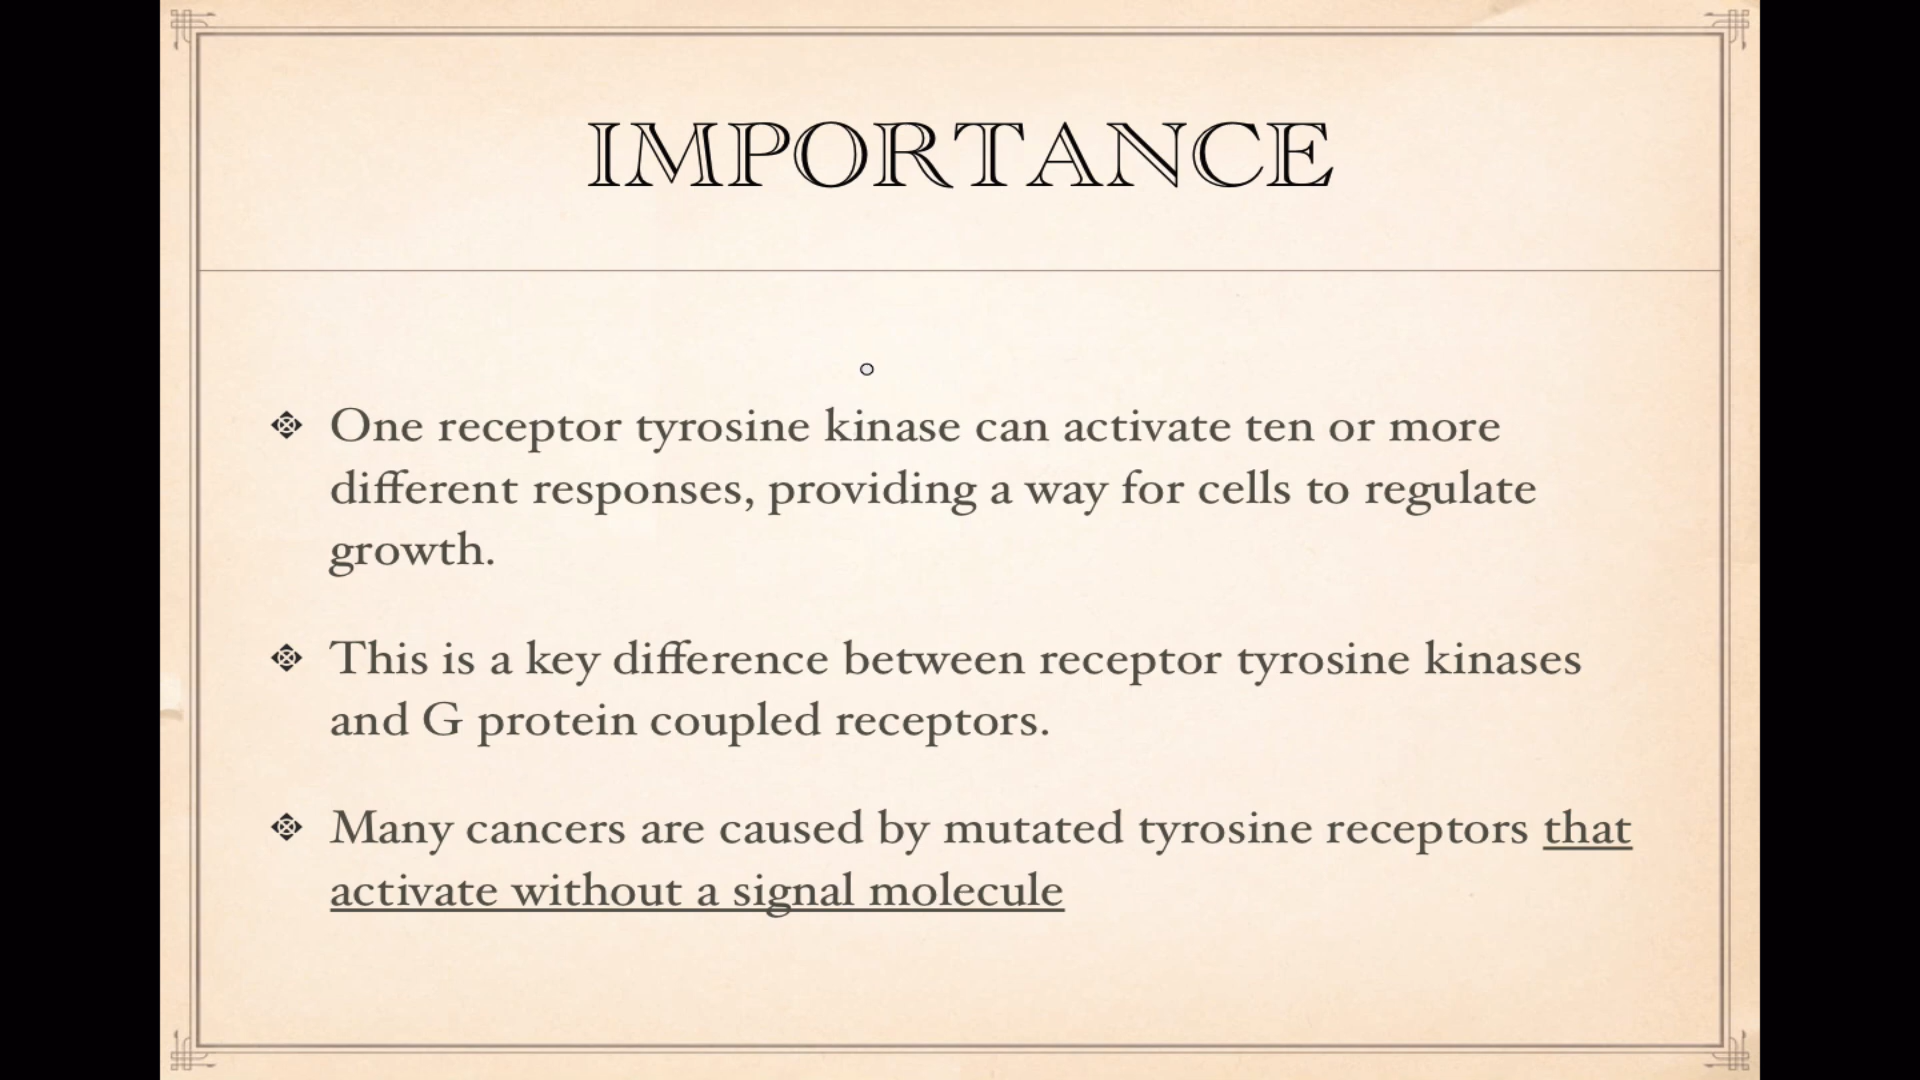 IMPORTANCE
One receptor tyrosine kinase can activate ten or more
different responses, providing a way for cells to regulate
growth.
This is a key difference between receptor tyrosine kinases
and G protein coupled receptors.
Many cancers are caused by mutated tyrosine receptors that
activate without a signal molecule